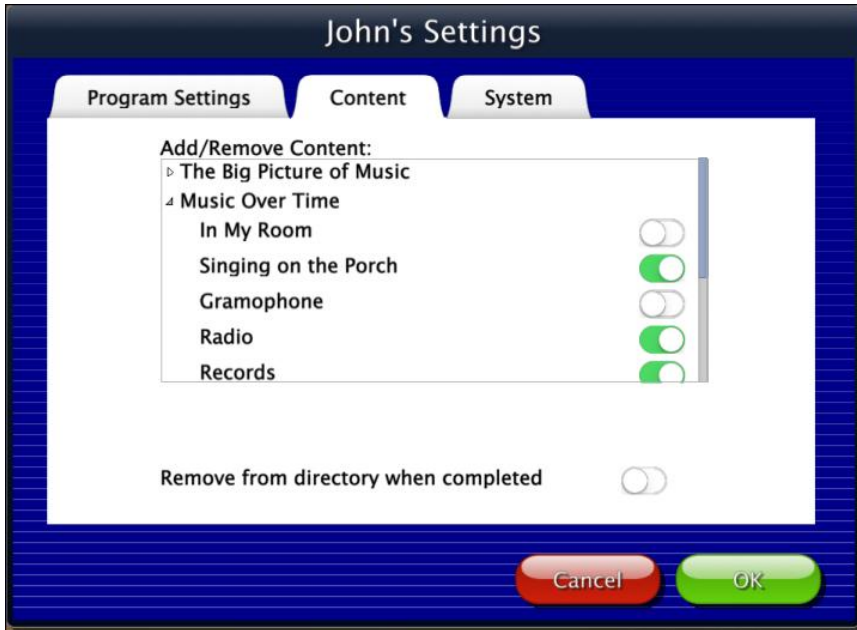 John's Settings
Program Settings
Content
System
Add/Remove Content:
The Big Picture of Music
Music Over Time
In My Room
Singing on the Porch
Gramophone
Radio
Records
Remove from directory when completed
Cancel
OK